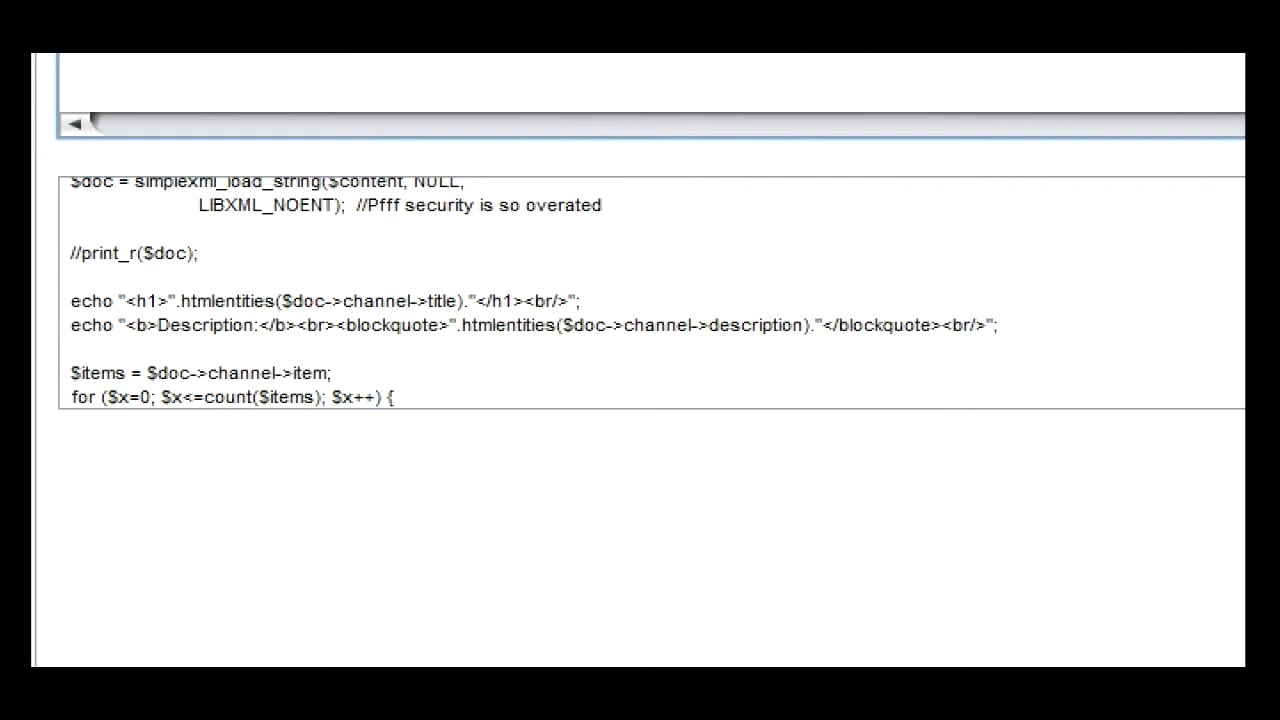 $doc = simplexml_load_string($content, NULL,
LIBXML_NOENT); //Pfff security is so overated
//print_r($doc);
echo "<h1>".htmlentities($doc->channel->title)."</h1><br/>";
echo "<b>Description:</b><br><blockquote>".htmlentities($doc->channel->description)."</blockquote><br/>";
$items = $doc->channel->item;
for ($x=0; $x<=count($items); $x++) {